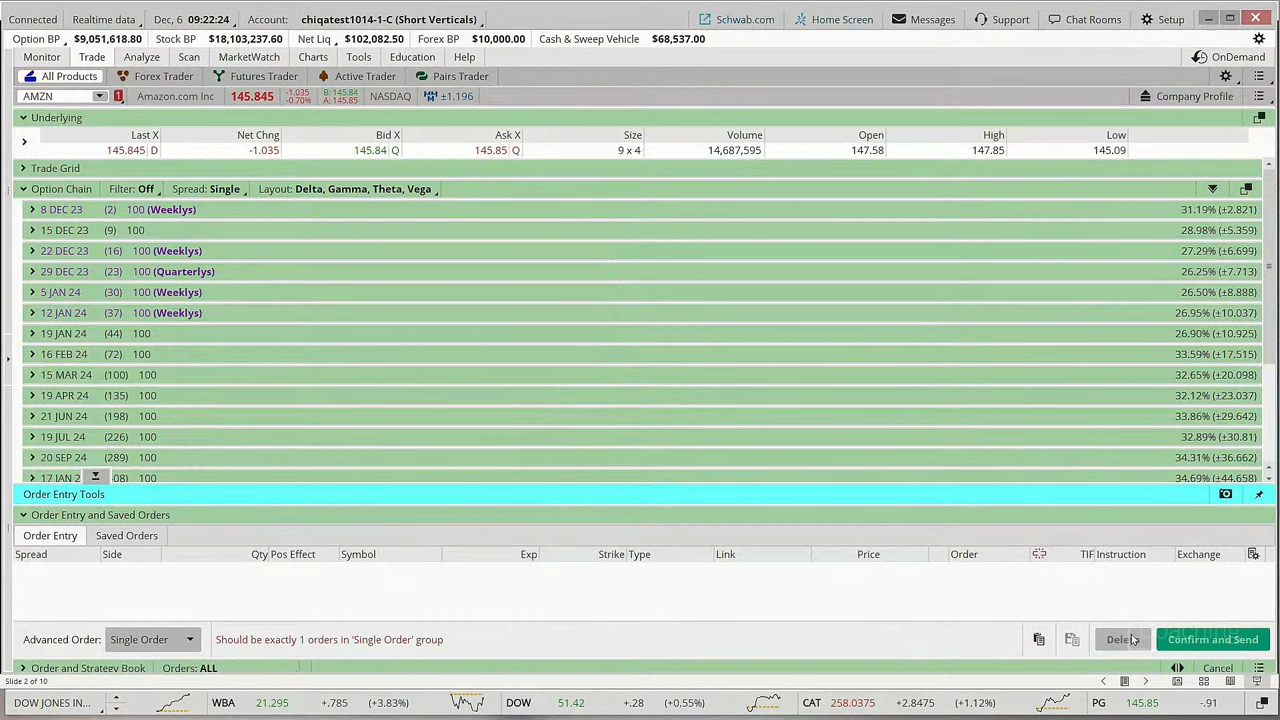 Connected Realtime data Dec, 6 09:22:24 Account: chiqatest1014-1-C (Short Verticals) Schwab.com Home Screen Messages Support Chat Rooms Setup
Option BP $9,051,618.80 Stock BP $18,103,237.60 Net Liq $102,082.50 Forex BP $10,000.00 Cash & Sweep Vehicle $68,537.00
Monitor Trade Analyze Scan MarketWatch Charts Tools Education Help OnDemand
All Products Forex Trader Futures Trader Active Trader Pairs Trader
AMZN 1 Amazon.com Inc 145.845 -1.035 -0.70% B: 145.84 A: 145.85 NASDAQ ±1.196 Company Profile
Underlying
Last X Net Chng Bid X Ask X Size Volume Open High Low
145.845 D -1.035 145.84 Q 145.85 Q 9 x 4 14,687,595 147.58 147.85 145.09
Trade Grid
Option Chain Filter: Off Spread: Single Layout: Delta, Gamma, Theta, Vega
8 DEC 23 (2) 100 (Weeklys) 31.19% (±2.821)
15 DEC 23 (9) 100 28.98% (±5.359)
22 DEC 23 (16) 100 (Weeklys) 27.29% (±6.699)
29 DEC 23 (23) 100 (Quarterlys) 26.25% (±7.713)
5 JAN 24 (30) 100 (Weeklys) 26.50% (±8.888)
12 JAN 24 (37) 100 (Weeklys) 26.95% (±10.037)
19 JAN 24 (44) 100 26.90% (±10.925)
16 FEB 24 (72) 100 33.59% (±17.515)
15 MAR 24 (100) 100 32.65% (±20.098)
19 APR 24 (135) 100 32.12% (±23.037)
21 JUN 24 (198) 100 33.86% (±29.642)
19 JUL 24 (226) 100 32.89% (±30.81)
20 SEP 24 (289) 100 34.31% (±36.662)
17 JAN 2 08) 100 34.69% (±44.658)
Order Entry Tools
Order Entry and Saved Orders
Order Entry Saved Orders
Spread Side Qty Pos Effect Symbol Exp Strike Type Link Price Order TIF Instruction Exchange
Advanced Order: Single Order Should be exactly 1 orders in 'Single Order' group Delete Confirm and Send
Order and Strategy Book Orders: ALL Cancel
Slide 2 of 10
DOW JONES IN... WBA 21.295 +.785 (+3.83%) DOW 51.42 +.28 (+0.55%) CAT 258.0375 +2.8475 (+1.12%) PG 145.85 -.91